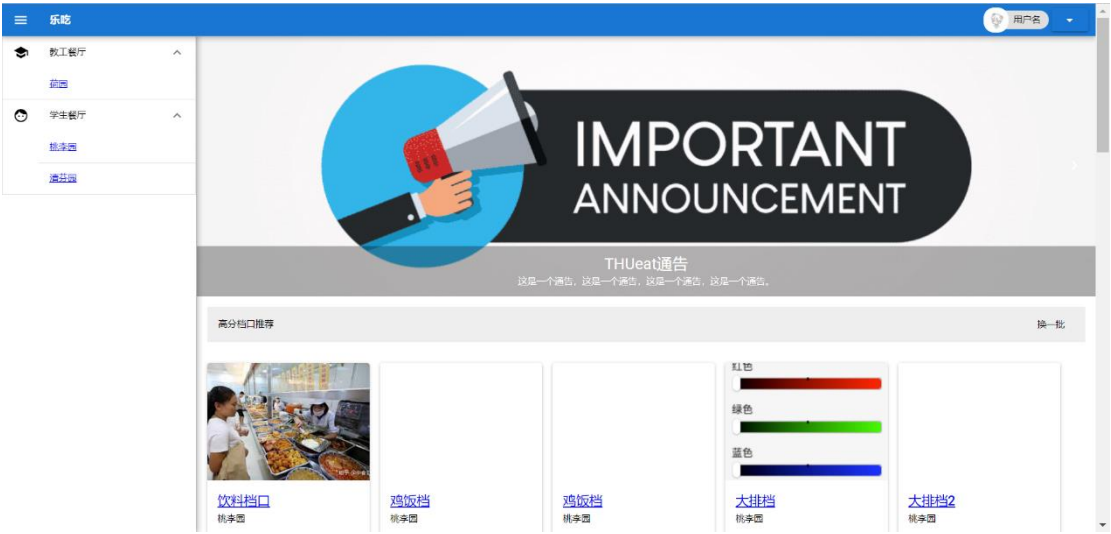 乐吃
用户名
教工餐厅
荷园
学生餐厅
桃李园
清芬园
IMPORTANT
ANNOUNCEMENT
THUeat通告
这是一个通告，这是一个通告，这是一个通告，这是一个通告。
高分档口推荐
换一批
红色
绿色
蓝色
饮料档口
鸡饭档
鸡饭档
大排档
大排档2
桃李园
桃李园
桃李园
桃李园
桃李园